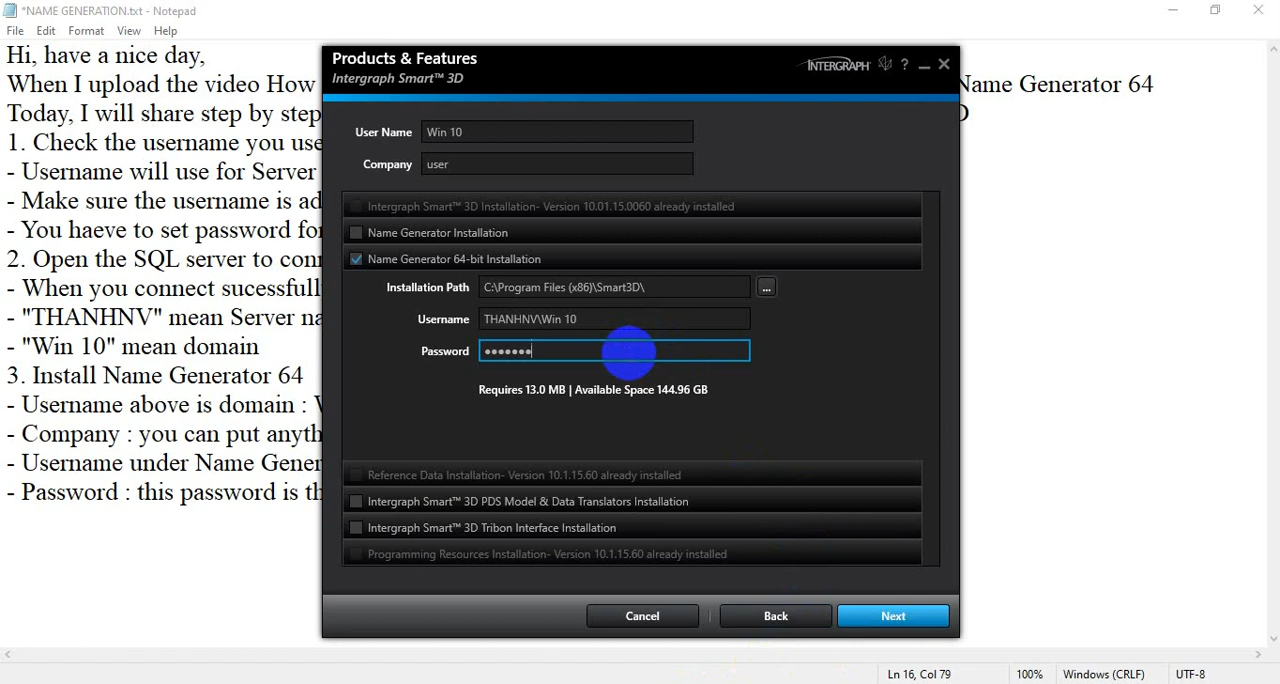 *NAME GENERATION.txt - Notepad
File Edit Format View Help
Hi, have a nice day,
When I upload the video How
Name Generator 64
Today, I will share step by step
1. Check the username you use
- Username will use for Server
- Make sure the username is ad
- You haeve to set password for
2. Open the SQL server to conn
- When you connect sucessfull
- "THANHNV" mean Server na
- "Win 10" mean domain
3. Install Name Generator 64
- Username above is domain :
- Company : you can put anyth
- Username under Name Gener
- Password : this password is th
Products & Features
Intergraph Smart™ 3D
INTERGRAPH ?
User Name Win 10
Company user
Intergraph Smart™ 3D Installation- Version 10.01.15.0060 already installed
Name Generator Installation
Name Generator 64-bit Installation
Installation Path C:\Program Files (x86)\Smart3D\ ...
Username THANHNV\Win 10
Password •••••••
Requires 13.0 MB | Available Space 144.96 GB
Reference Data Installation- Version 10.1.15.60 already installed
Intergraph Smart™ 3D PDS Model & Data Translators Installation
Intergraph Smart™ 3D Tribon Interface Installation
Programming Resources Installation- Version 10.1.15.60 already installed
Cancel Back Next
Ln 16, Col 79 100% Windows (CRLF) UTF-8